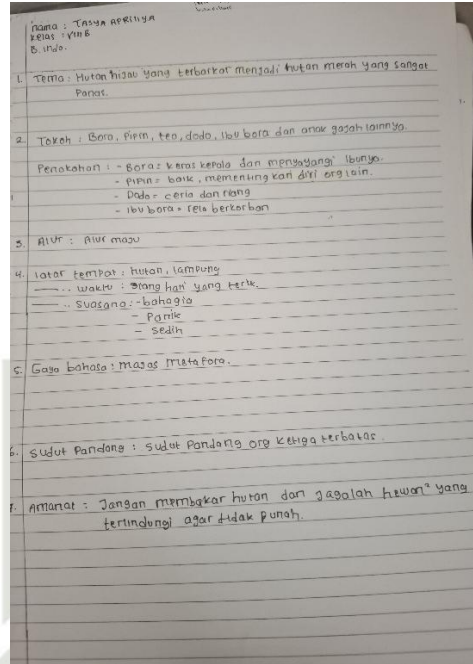 nama : TASYA APRILIYA
Kelas : VIII B
B. indo.
1. Tema : Hutan hijau yang terbakar menjadi hutan merah yang sangat
Panas.
2. Tokoh : Bora, Pipin, teo, dodo, ibu bora dan anak gajah lainnya.
Penokohan : - Bora = keras kepala dan menyayangi ibunya.
- PiPin = baik, mementingkan diri org lain.
- Dodo = ceria dan riang
- ibu bora = rela berkorban
3. Alur : Alur maju
4. latar tempat : hutan, lampung
waktu : siang hari yang terik.
Suasana : - bahagia
- Panik
- sedih
5. Gaya bahasa : majas metafora.
6. sudut Pandang : sudut Pandang org ketiga terbatas.
7. Amanat : Jangan membakar hutan dan Jagalah hewan² yang
terlindungi agar tidak punah.